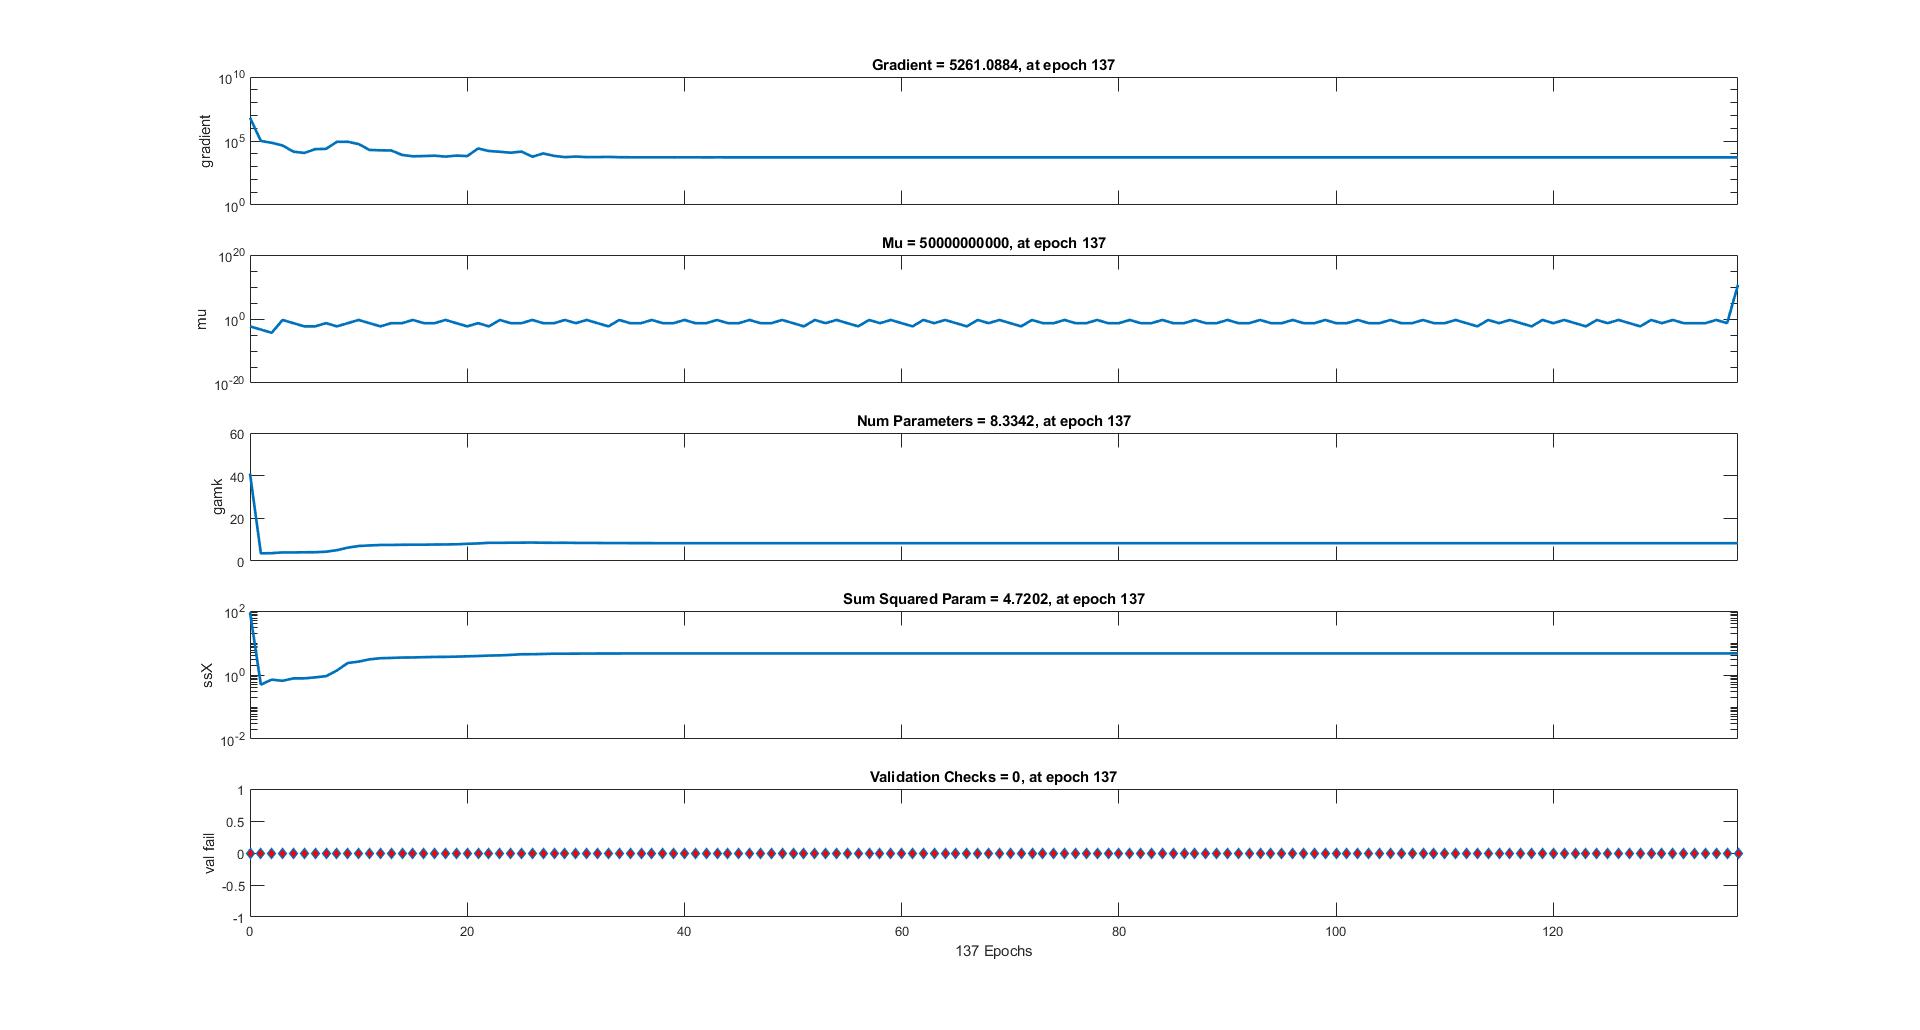 Gradient = 5261.0884, at epoch 137
10^10
10^5
10^0
gradient
Mu = 50000000000, at epoch 137
10^20
10^0
10^-20
mu
Num Parameters = 8.3342, at epoch 137
60
40
20
0
gamk
Sum Squared Param = 4.7202, at epoch 137
10^2
10^0
10^-2
ssX
Validation Checks = 0, at epoch 137
1
0.5
0
-0.5
-1
val fail
0 20 40 60 80 100 120
137 Epochs